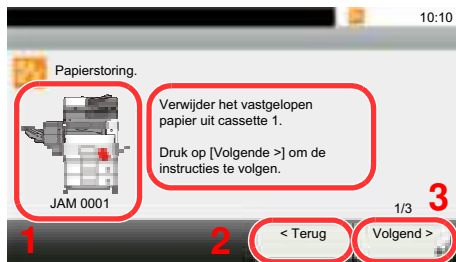 10:10
Papierstoring.
Verwijder het vastgelopen
papier uit cassette 1.
Druk op [Volgende >] om de
instructies te volgen.
JAM 0001
1/3
3
1
2
< Terug
Volgend >